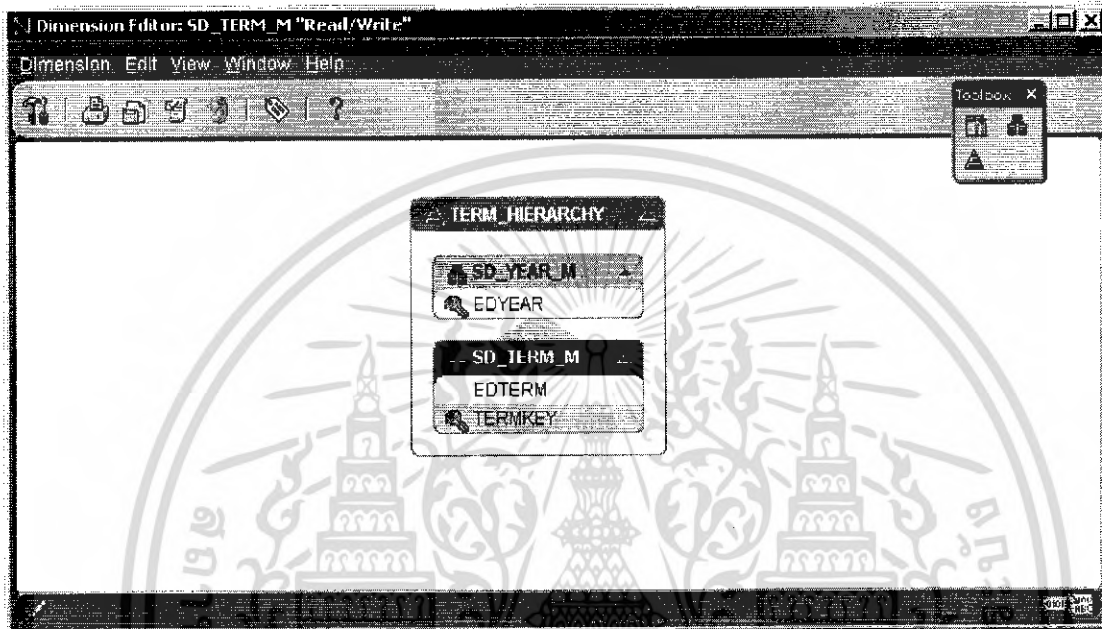 Dimension Editor: SD_TERM_M "Read/Write"
Dimension Edit View Window Help
Toolbox
TERM_HIERARCHY
SD_YEAR_M
EDYEAR
SD_TERM_M
EDTERM
TERMKEY